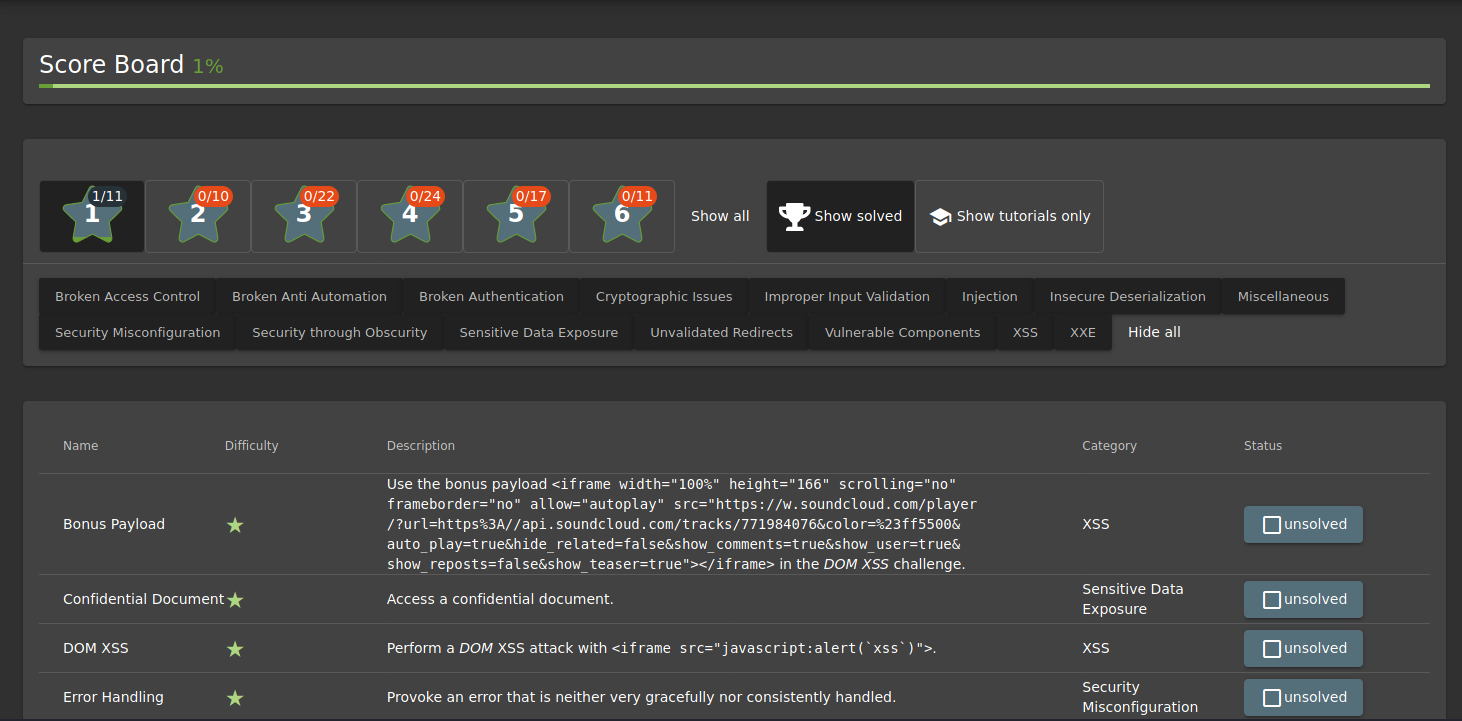 Score Board 1%
1/11 0/10 0/22 0/24 0/17 0/11
1 2 3 4 5 6 Show all Show solved Show tutorials only
Broken Access Control Broken Anti Automation Broken Authentication Cryptographic Issues Improper Input Validation Injection Insecure Deserialization Miscellaneous
Security Misconfiguration Security through Obscurity Sensitive Data Exposure Unvalidated Redirects Vulnerable Components XSS XXE Hide all
Name Difficulty Description Category Status
Use the bonus payload <iframe width="100%" height="166" scrolling="no"
frameborder="no" allow="autoplay" src="https://w.soundcloud.com/player
Bonus Payload /?url=https%3A//api.soundcloud.com/tracks/771984076&color=%23ff5500& XSS unsolved
auto_play=true&hide_related=false&show_comments=true&show_user=true&
show_reposts=false&show_teaser=true"></iframe> in the DOM XSS challenge.
Confidential Document Access a confidential document. Sensitive Data unsolved
Exposure
DOM XSS Perform a DOM XSS attack with <iframe src="javascript:alert(`xss`)">. XSS unsolved
Error Handling Provoke an error that is neither very gracefully nor consistently handled. Security unsolved
Misconfiguration